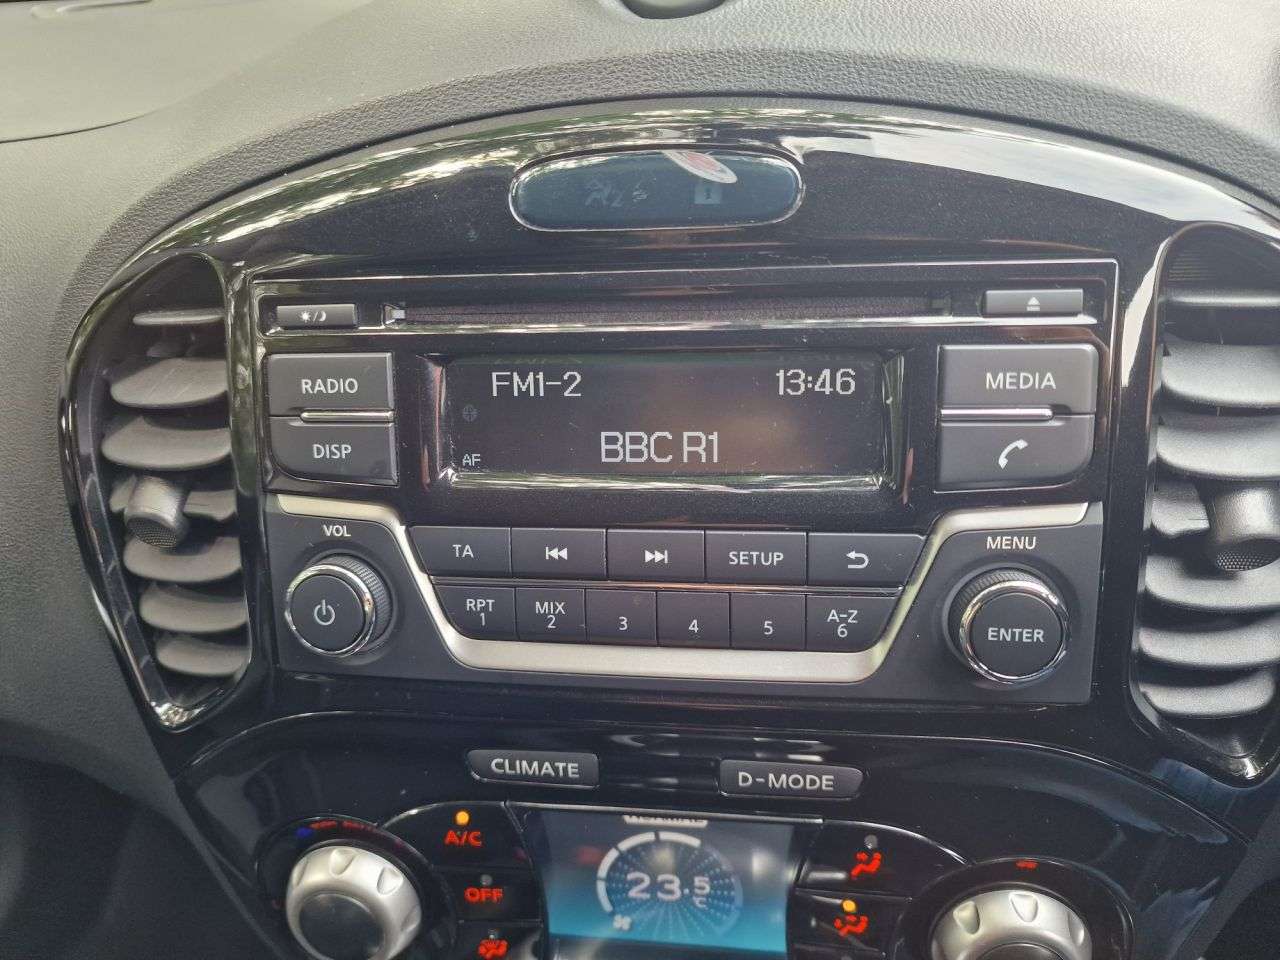 RADIO
DISP
FM1-2
13:46
AF
BBC R1
MEDIA
VOL
MENU
TA
SETUP
RPT
1
MIX
2
3
4
5
A-Z
6
ENTER
CLIMATE
D-MODE
A/C
OFF
23.5
°C